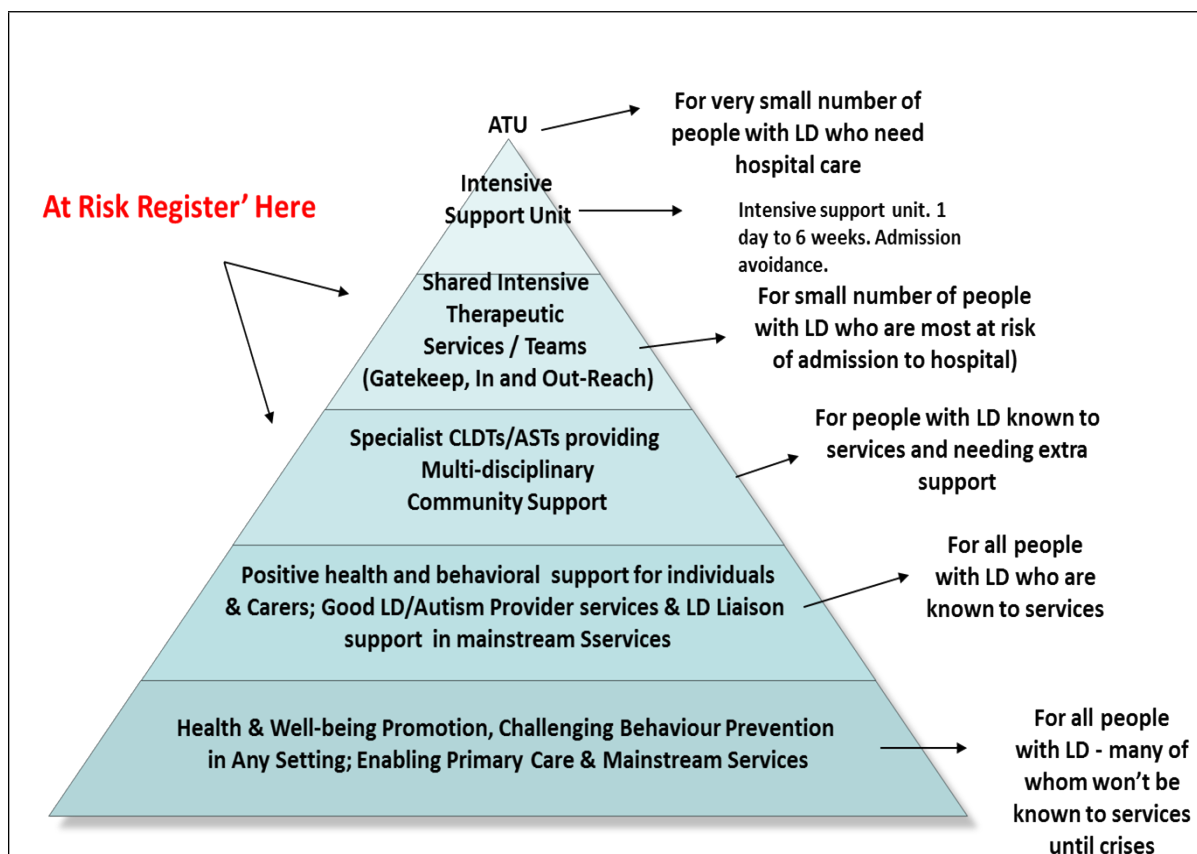 ATU
For very small number of
people with LD who need
hospital care
At Risk Register’ Here
Intensive
Support Unit
Intensive support unit. 1
day to 6 weeks. Admission
avoidance.
Shared Intensive
Therapeutic
Services / Teams
(Gatekeep, In and Out-Reach)
For small number of people
with LD who are most at risk
of admission to hospital)
Specialist CLDTs/ASTs providing
Multi-disciplinary
Community Support
For people with LD known to
services and needing extra
support
Positive health and behavioral support for individuals
& Carers; Good LD/Autism Provider services & LD Liaison
support in mainstream Sservices
For all people
with LD who are
known to services
Health & Well-being Promotion, Challenging Behaviour Prevention
in Any Setting; Enabling Primary Care & Mainstream Services
For all people
with LD - many of
whom won’t be
known to services
until crises